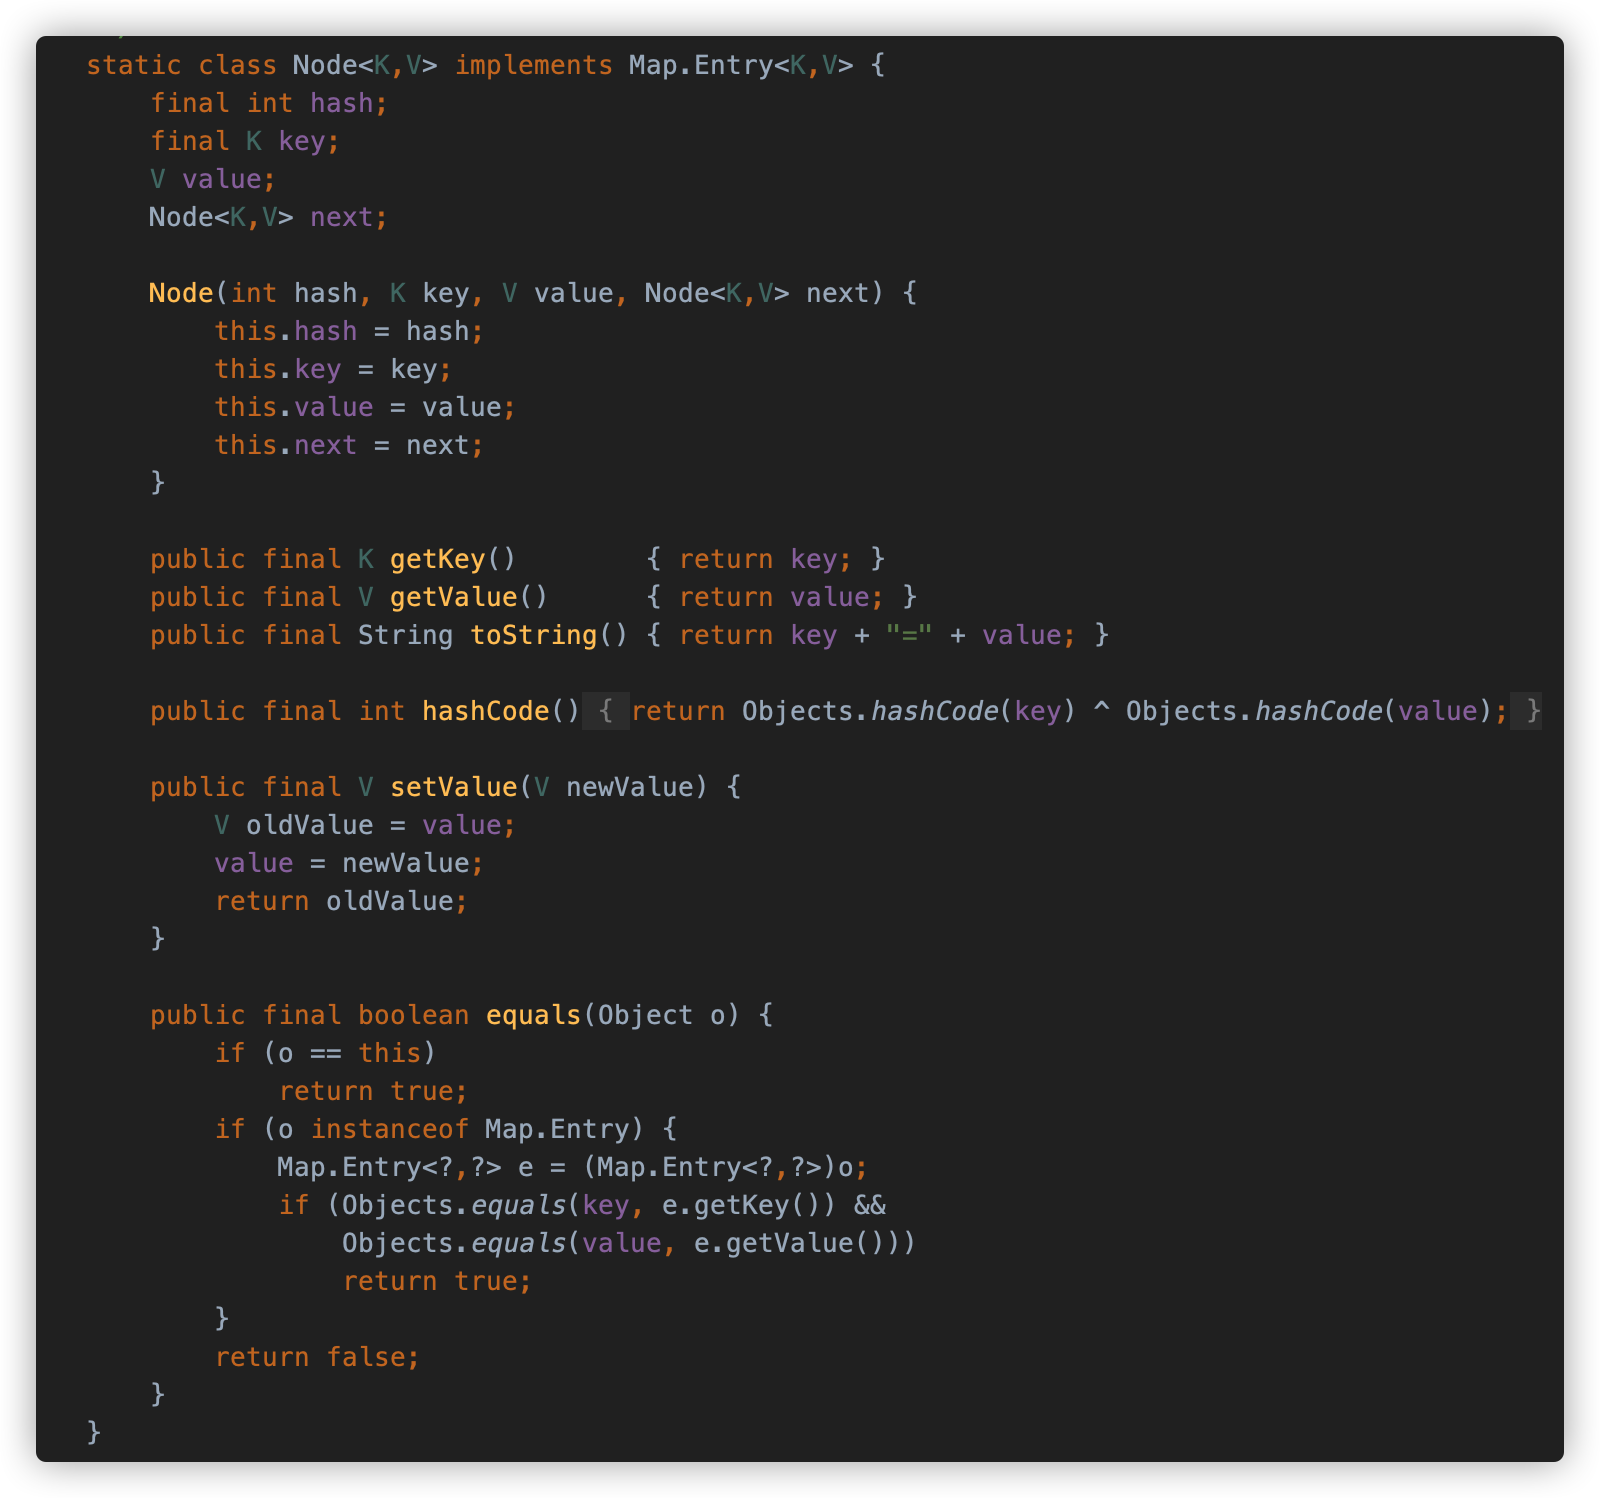 static class Node<K,V> implements Map.Entry<K,V> {
    final int hash;
    final K key;
    V value;
    Node<K,V> next;

    Node(int hash, K key, V value, Node<K,V> next) {
        this.hash = hash;
        this.key = key;
        this.value = value;
        this.next = next;
    }

    public final K getKey()        { return key; }
    public final V getValue()      { return value; }
    public final String toString() { return key + "=" + value; }

    public final int hashCode() { return Objects.hashCode(key) ^ Objects.hashCode(value); }

    public final V setValue(V newValue) {
        V oldValue = value;
        value = newValue;
        return oldValue;
    }

    public final boolean equals(Object o) {
        if (o == this)
            return true;
        if (o instanceof Map.Entry) {
            Map.Entry<?,?> e = (Map.Entry<?,?>)o;
            if (Objects.equals(key, e.getKey()) &&
                Objects.equals(value, e.getValue()))
                return true;
        }
        return false;
    }
}